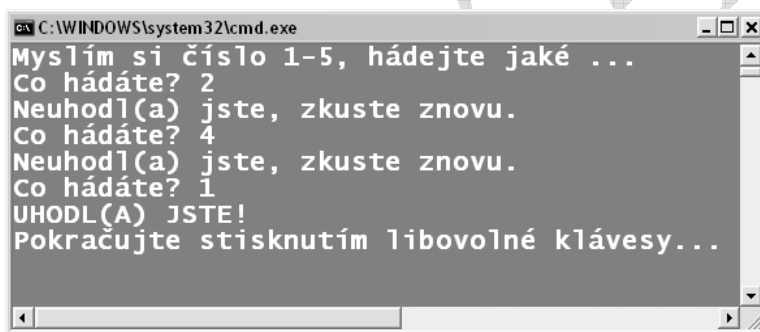 C:\WINDOWS\system32\cmd.exe
Myslím si číslo 1-5, hádejte jaké ...
Co hádáte? 2
Neuhodl(a) jste, zkuste znovu.
Co hádáte? 4
Neuhodl(a) jste, zkuste znovu.
Co hádáte? 1
UHODL(A) JSTE!
Pokračujte stisknutím libovolné klávesy...